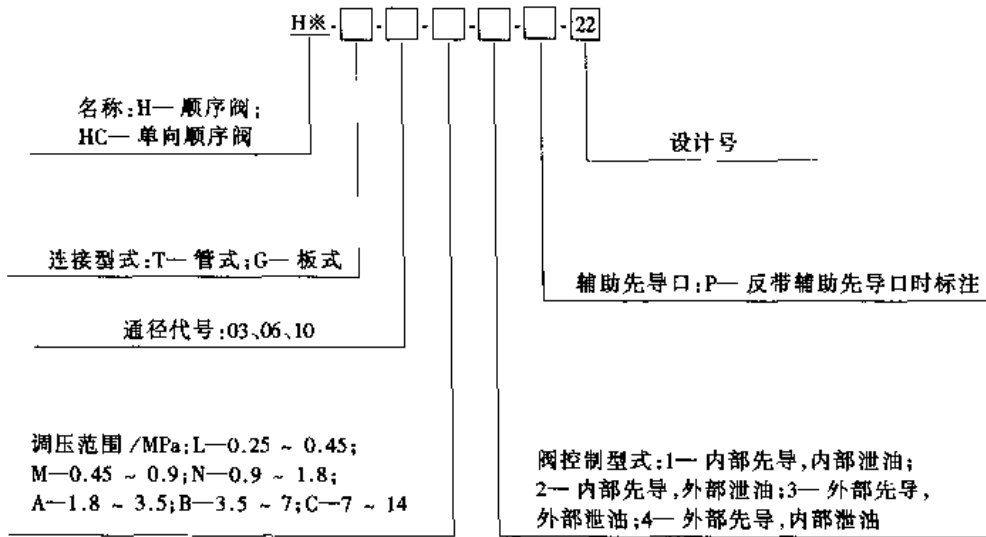 H※-□-□-□-□-□-22
名称:H— 顺序阀;
HC— 单向顺序阀
设计号
连接型式:T— 管式;G— 板式
辅助先导口:P— 反带辅助先导口时标注
通径代号:03、06、10
调压范围 /MPa;L—0.25 ~ 0.45;
M—0.45 ~ 0.9;N—0.9 ~ 1.8;
A—1.8 ~ 3.5;B—3.5 ~ 7;C—7 ~ 14
阀控制型式:1— 内部先导,内部泄油;
2— 内部先导,外部泄油;3— 外部先导,
外部泄油;4— 外部先导,内部泄油